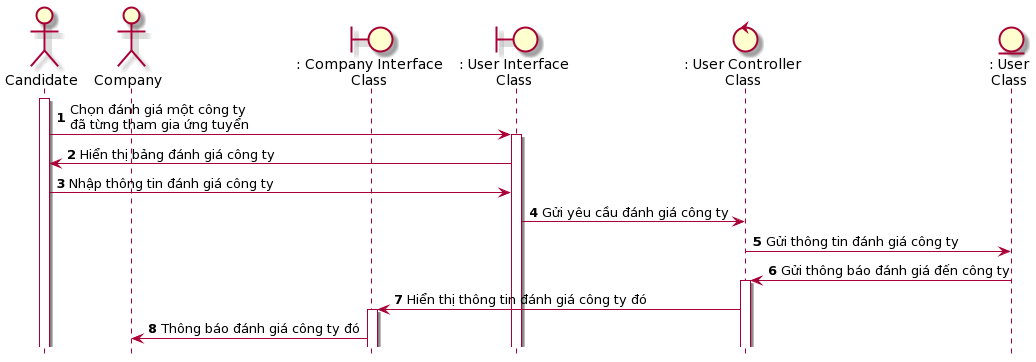 Candidate
Company
: Company Interface
Class
: User Interface
Class
: User Controller
Class
: User
Class
1 Chọn đánh giá một công ty
đã từng tham gia ứng tuyển
2 Hiển thị bảng đánh giá công ty
3 Nhập thông tin đánh giá công ty
4 Gửi yêu cầu đánh giá công ty
5 Gửi thông tin đánh giá công ty
6 Gửi thông báo đánh giá đến công ty
7 Hiển thị thông tin đánh giá công ty đó
8 Thông báo đánh giá công ty đó